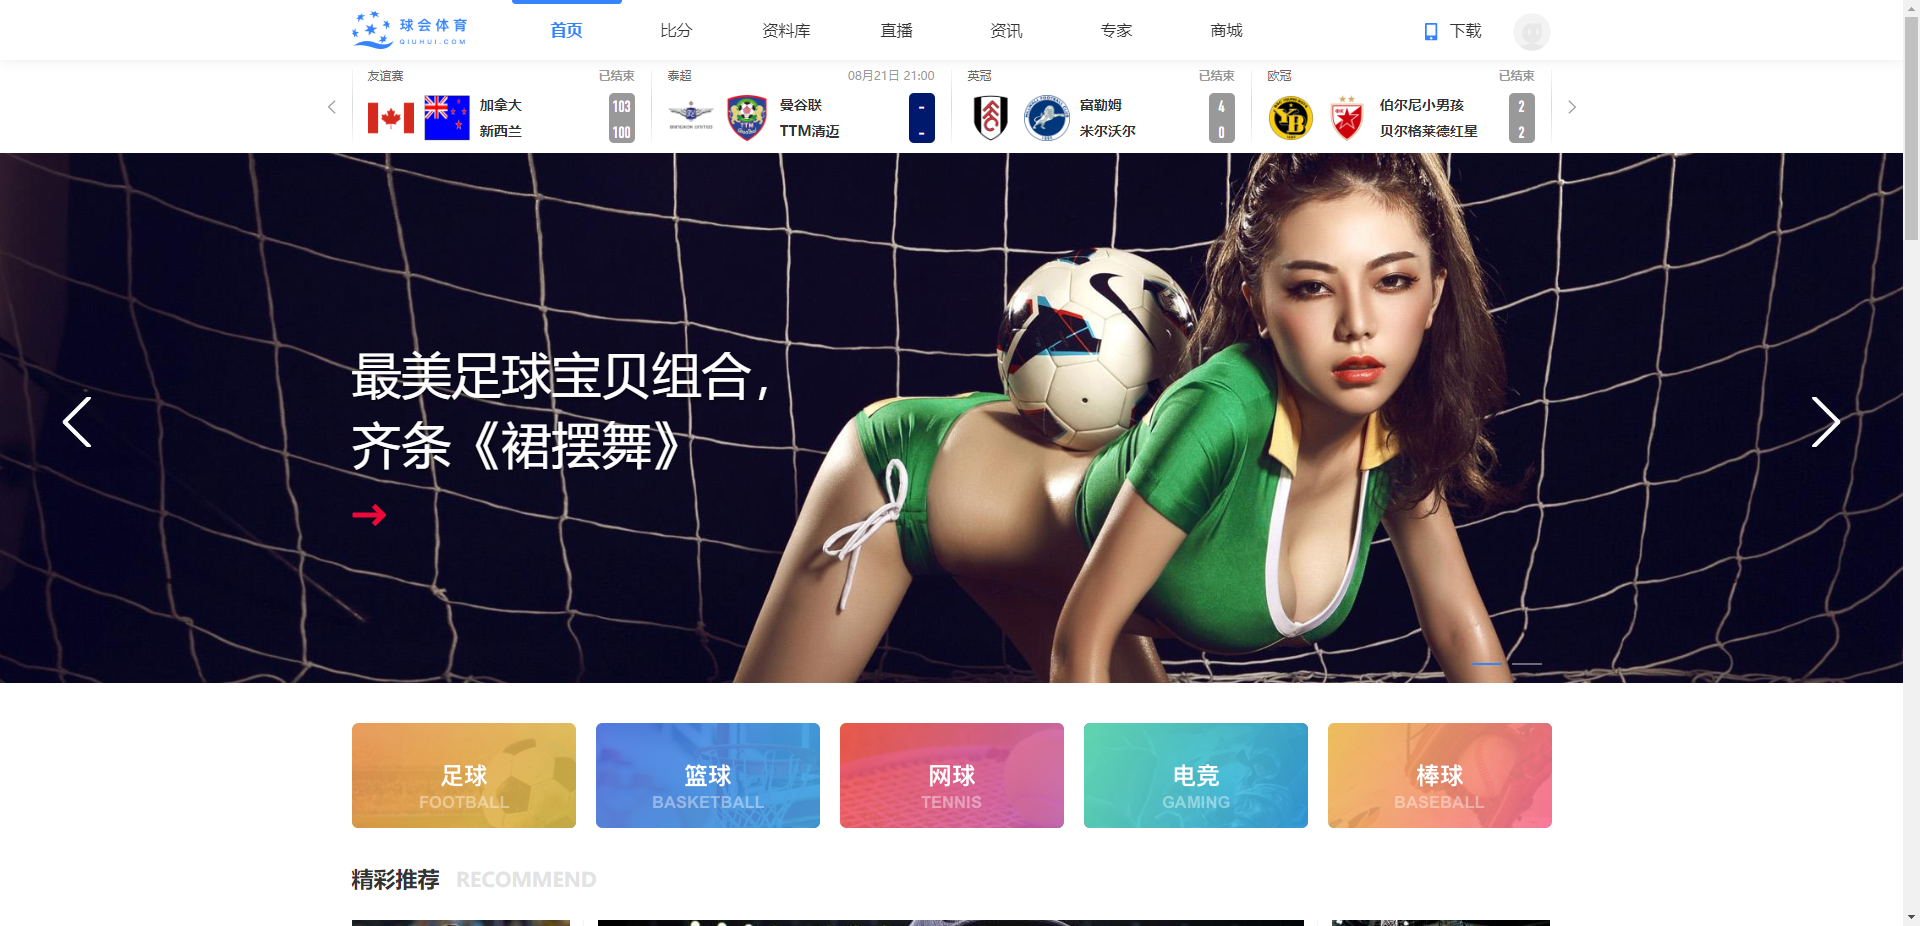 球会体育
QIUHUI.COM
首页
比分
资料库
直播
资讯
专家
商城
下载
友谊赛 已结束
加拿大 103
新西兰 100
泰超 08月21日 21:00
曼谷联 -
TTM清迈 -
英冠 已结束
富勒姆 4
米尔沃尔 0
欧冠 已结束
伯尔尼小男孩 2
贝尔格莱德红星 2
最美足球宝贝组合，
齐条《裙摆舞》
足球
FOOTBALL
篮球
BASKETBALL
网球
TENNIS
电竞
GAMING
棒球
BASEBALL
精彩推荐 RECOMMEND